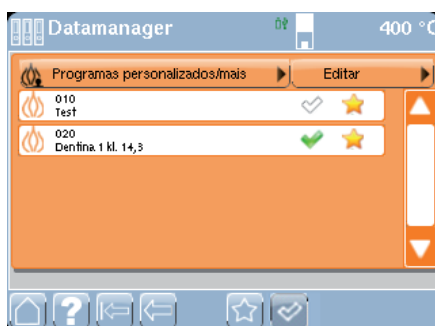 Datamanager
400 °C
Programas personalizados/mais
Editar
010
Test
020
Dentina 1 kl. 14,3
?